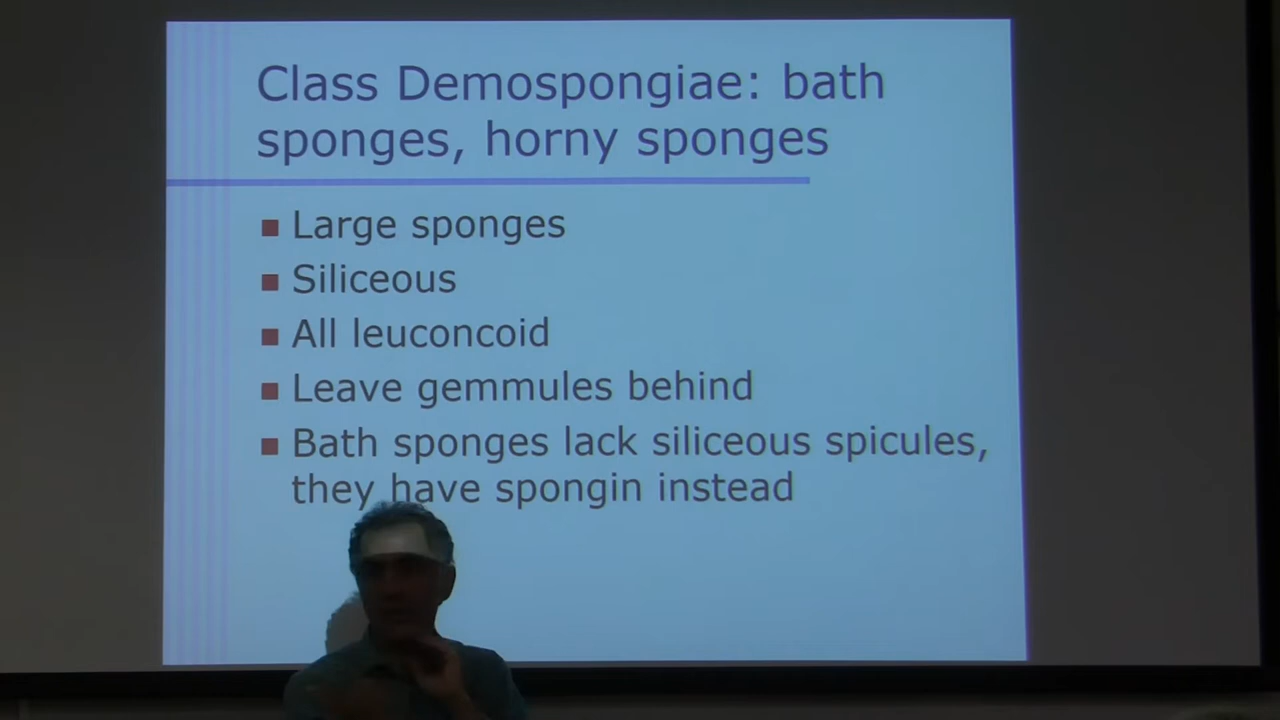 Class Demospongiae: bath
sponges, horny sponges
Large sponges
Siliceous
All leuconcoid
Leave gemmules behind
Bath sponges lack siliceous spicules,
they have spongin instead